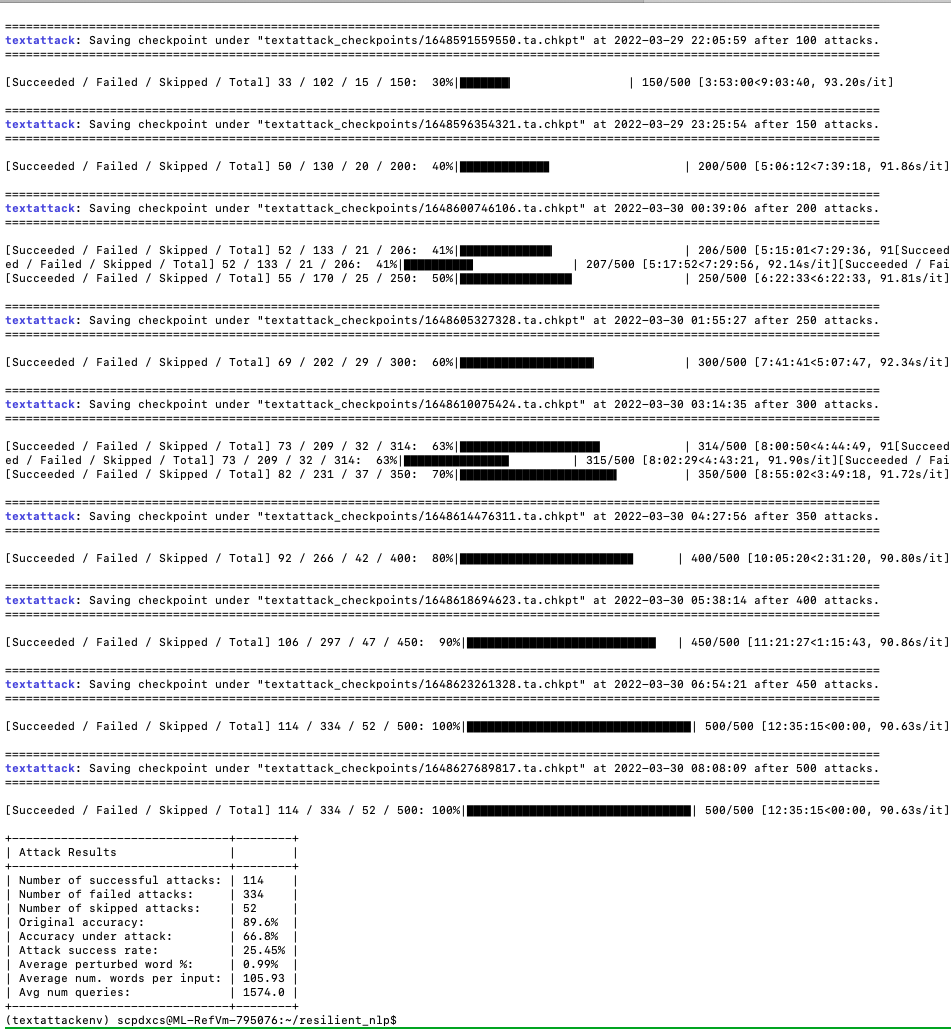 ================================================================================
textattack: Saving checkpoint under "textattack_checkpoints/1648591559550.ta.chkpt" at 2022-03-29 22:05:59 after 100 attacks.
================================================================================
[Succeeded / Failed / Skipped / Total] 33 / 102 / 15 / 150:  30%|███████                 | 150/500 [3:53:00<9:03:40, 93.20s/it]
================================================================================
textattack: Saving checkpoint under "textattack_checkpoints/1648596354321.ta.chkpt" at 2022-03-29 23:25:54 after 150 attacks.
================================================================================
[Succeeded / Failed / Skipped / Total] 50 / 130 / 20 / 200:  40%|█████████████                   | 200/500 [5:06:12<7:39:18, 91.86s/it]
================================================================================
textattack: Saving checkpoint under "textattack_checkpoints/1648600746106.ta.chkpt" at 2022-03-30 00:39:06 after 200 attacks.
================================================================================
[Succeeded / Failed / Skipped / Total] 52 / 133 / 21 / 206:  41%|█████████████                   | 206/500 [5:15:01<7:29:36, 91[Succeed
ed / Failed / Skipped / Total] 52 / 133 / 21 / 206:  41%|██████████              | 207/500 [5:17:52<7:29:56, 92.14s/it][Succeeded / Fai
[Succeeded / Failed / Skipped / Total] 55 / 170 / 25 / 250:  50%|████████████████                | 250/500 [6:22:33<6:22:33, 91.81s/it]
================================================================================
textattack: Saving checkpoint under "textattack_checkpoints/1648605327328.ta.chkpt" at 2022-03-30 01:55:27 after 250 attacks.
================================================================================
[Succeeded / Failed / Skipped / Total] 69 / 202 / 29 / 300:  60%|███████████████████             | 300/500 [7:41:41<5:07:47, 92.34s/it]
================================================================================
textattack: Saving checkpoint under "textattack_checkpoints/1648610075424.ta.chkpt" at 2022-03-30 03:14:35 after 300 attacks.
================================================================================
[Succeeded / Failed / Skipped / Total] 73 / 209 / 32 / 314:  63%|████████████████████            | 314/500 [8:00:50<4:44:49, 91[Succeed
ed / Failed / Skipped / Total] 73 / 209 / 32 / 314:  63%|███████████████         | 315/500 [8:02:29<4:43:21, 91.90s/it][Succeeded / Fai
[Succeeded / Failed / Skipped / Total] 82 / 231 / 37 / 350:  70%|██████████████████████          | 350/500 [8:55:02<3:49:18, 91.72s/it]
================================================================================
textattack: Saving checkpoint under "textattack_checkpoints/1648614476311.ta.chkpt" at 2022-03-30 04:27:56 after 350 attacks.
================================================================================
[Succeeded / Failed / Skipped / Total] 92 / 266 / 42 / 400:  80%|█████████████████████████       | 400/500 [10:05:20<2:31:20, 90.80s/it]
================================================================================
textattack: Saving checkpoint under "textattack_checkpoints/1648618694623.ta.chkpt" at 2022-03-30 05:38:14 after 400 attacks.
================================================================================
[Succeeded / Failed / Skipped / Total] 106 / 297 / 47 / 450:  90%|███████████████████████████   | 450/500 [11:21:27<1:15:43, 90.86s/it]
================================================================================
textattack: Saving checkpoint under "textattack_checkpoints/1648623261328.ta.chkpt" at 2022-03-30 06:54:21 after 450 attacks.
================================================================================
[Succeeded / Failed / Skipped / Total] 114 / 334 / 52 / 500: 100%|████████████████████████████████| 500/500 [12:35:15<00:00, 90.63s/it]
================================================================================
textattack: Saving checkpoint under "textattack_checkpoints/1648627689817.ta.chkpt" at 2022-03-30 08:08:09 after 500 attacks.
================================================================================
[Succeeded / Failed / Skipped / Total] 114 / 334 / 52 / 500: 100%|████████████████████████████████| 500/500 [12:35:15<00:00, 90.63s/it]
+-------------------------------+--------+
| Attack Results                |        |
+-------------------------------+--------+
| Number of successful attacks: | 114    |
| Number of failed attacks:     | 334    |
| Number of skipped attacks:    | 52     |
| Original accuracy:            | 89.6%  |
| Accuracy under attack:        | 66.8%  |
| Attack success rate:          | 25.45% |
| Average perturbed word %:     | 0.99%  |
| Average num. words per input: | 105.93 |
| Avg num queries:              | 1574.0 |
+-------------------------------+--------+
(textattackenv) scpdxcs@ML-RefVm-795076:~/resilient_nlp$